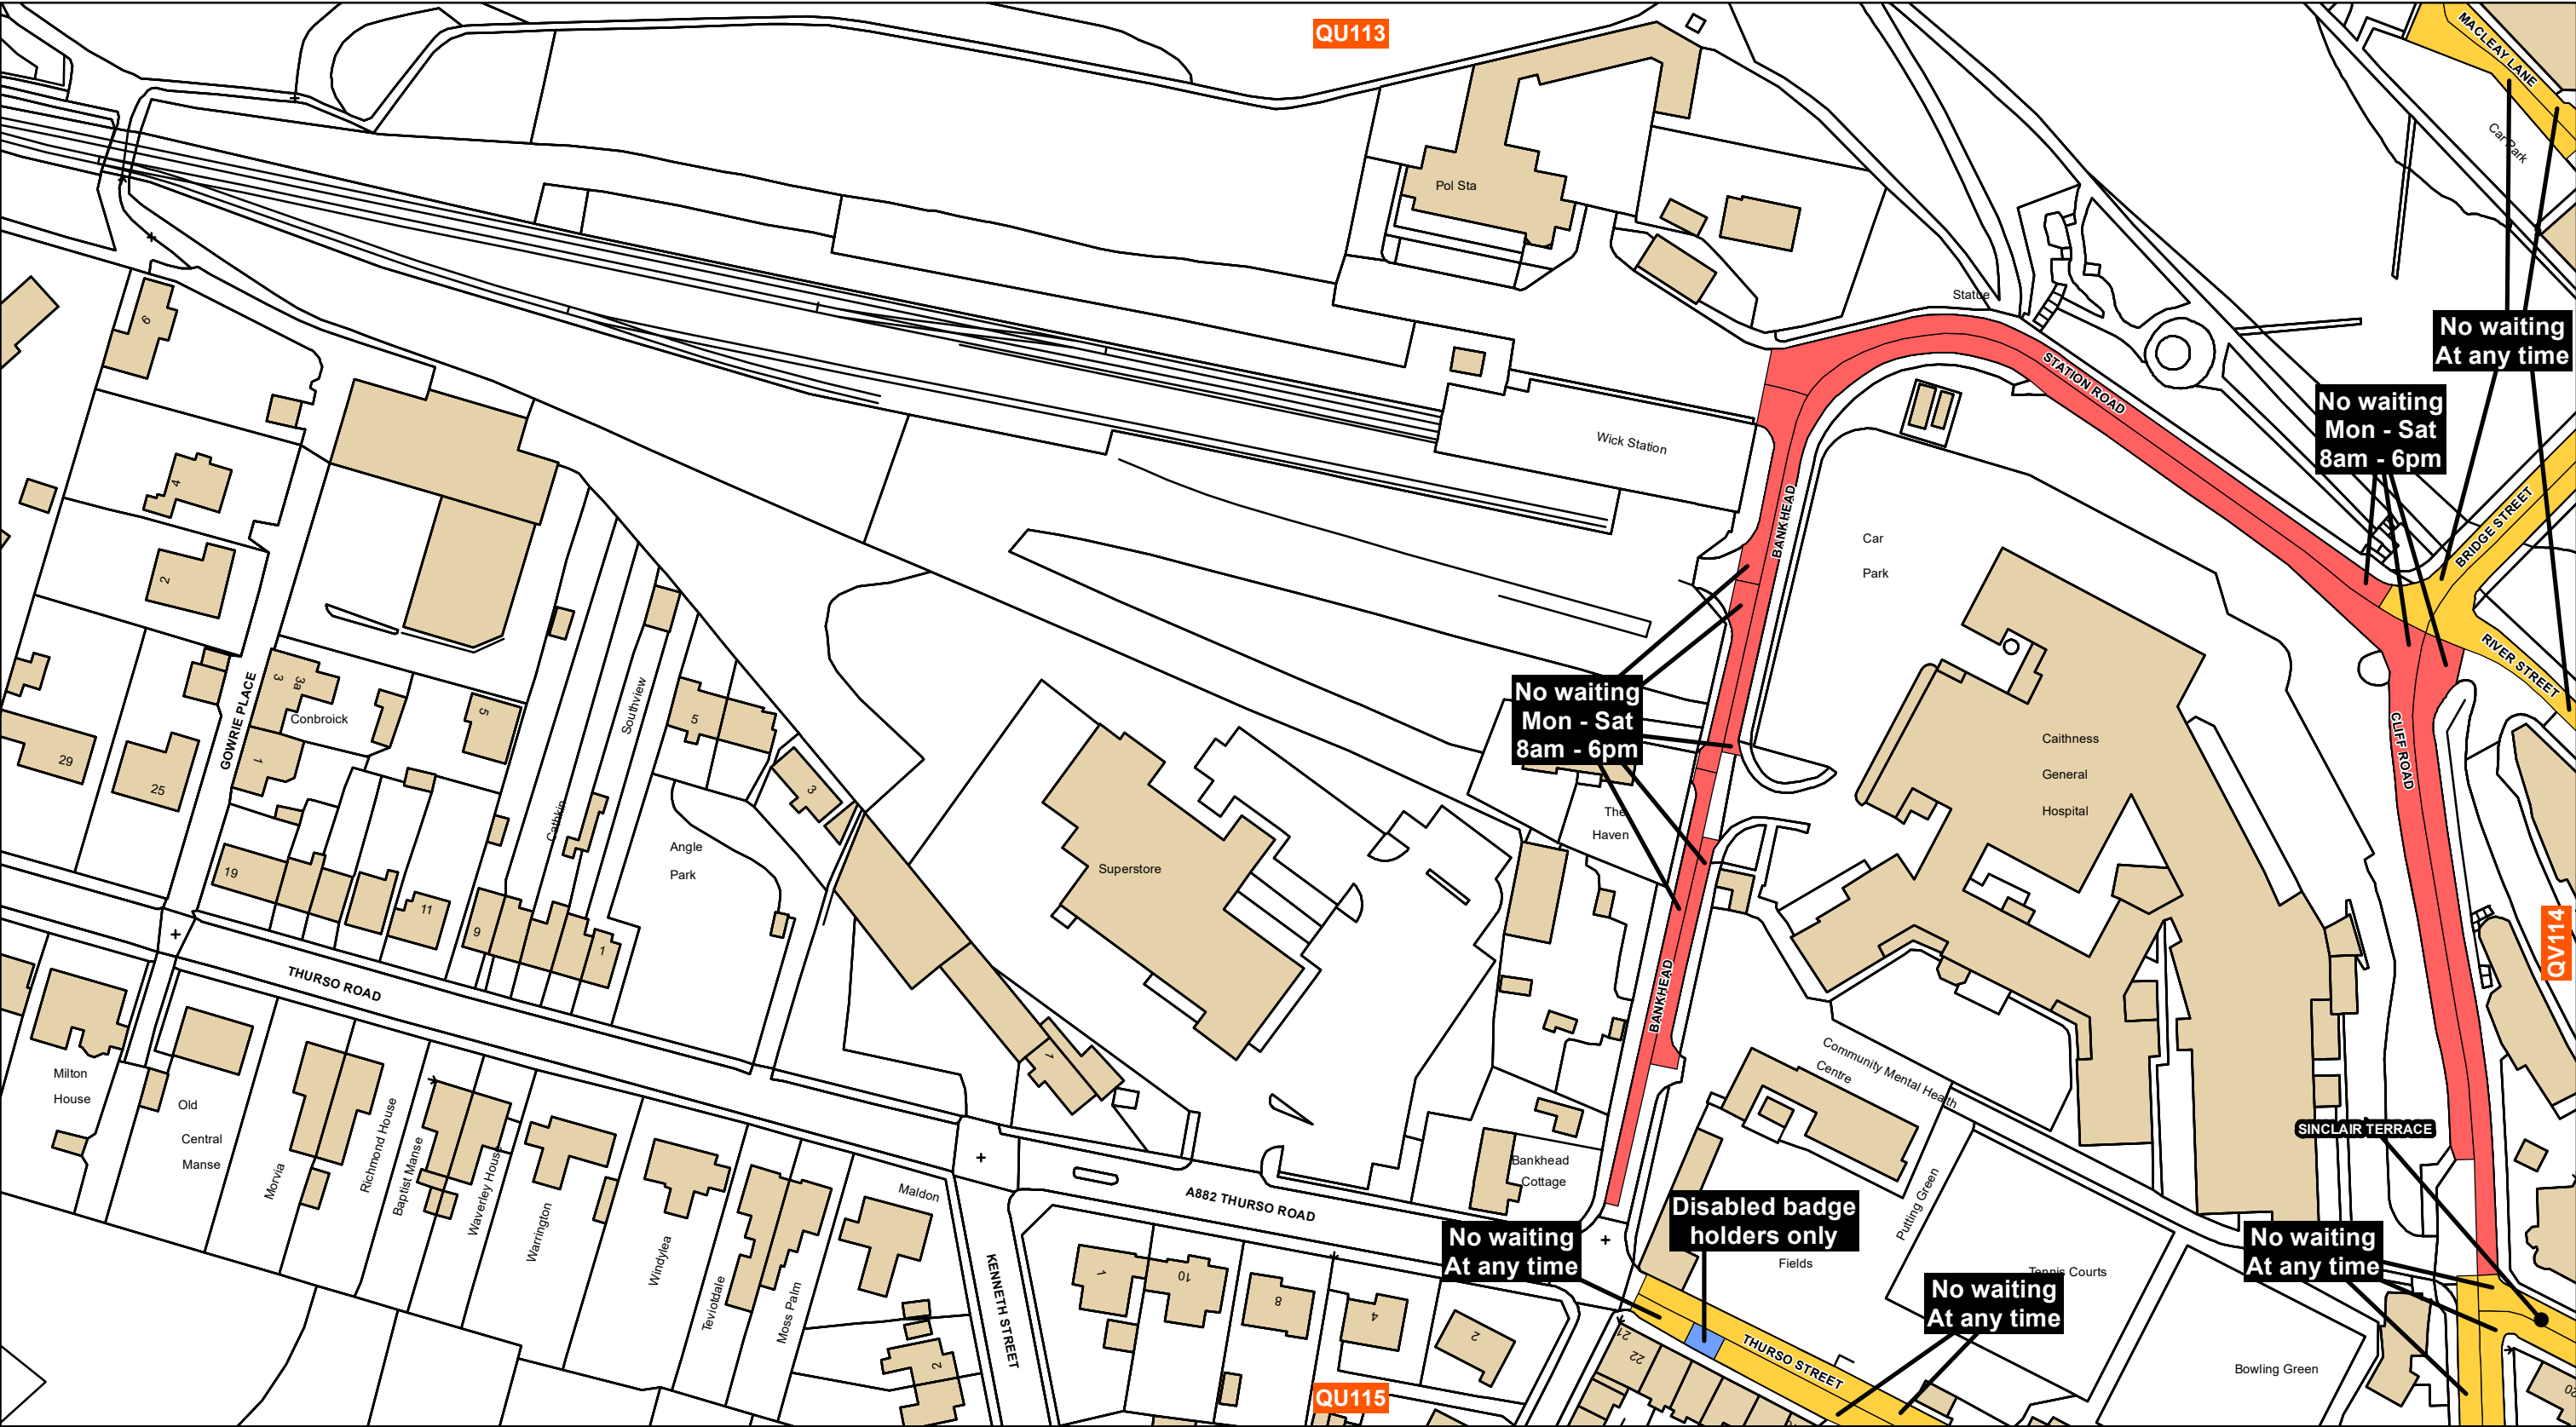 QU113
MACLEAY LANE
Car Park
Pol Sta
Statue
No waiting
At any time
STATION ROAD
No waiting
Mon - Sat
8am - 6pm
Wick Station
BANKHEAD
BRIDGE STREET
RIVER STREET
Car
Park
6
4
2
GOWRIE PLACE
3
3a
Conbroick
1
5
Southview
5
29
25
3
Cathkin
Angle
Park
Superstore
No waiting
Mon - Sat
8am - 6pm
The
Haven
Caithness
General
Hospital
CLIFF ROAD
19
11
9
1
QV114
THURSO ROAD
BANKHEAD
Milton
House
Old
Central
Manse
Morvia
Richmond House
Baptist Manse
Waverley House
Warrington
Windylea
Teviotdale
Moss Palm
Maldon
1
Community Mental Health
Centre
SINCLAIR TERRACE
Bankhead
Cottage
A882 THURSO ROAD
KENNETH STREET
Putting Green
Disabled badge
holders only
No waiting
At any time
Fields
Tennis Courts
No waiting
At any time
No waiting
At any time
1
10
8
4
2
2
21
22
THURSO STREET
Bowling Green
20
QU115